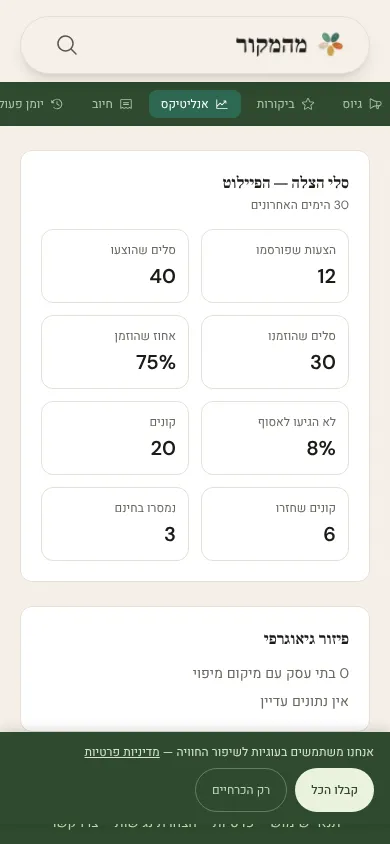 מהמקור
גיוס
ביקורות
אנליטיקס
חיוב
יומן
סלי הצלה — הפיילוט
30 הימים האחרונים
הצעות שפורסמו
12
סלים שהוצעו
40
סלים שהוזמנו
30
אחוז שהוזמן
75%
לא הגיעו לאסוף
8%
קונים
20
קונים שחזרו
6
נמסרו בחינם
3
פיזור גיאוגרפי
0 בתי עסק עם מיקום מיפוי
אין נתונים עדיין
אנחנו משתמשים בעוגיות לשיפור החוויה — מדיניות פרטיות
קבלו הכל
רק הכרחיים